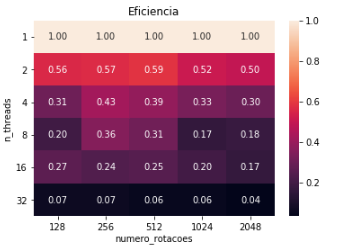 Eficiencia
1 1.00 1.00 1.00 1.00 1.00
2 0.56 0.57 0.59 0.52 0.50
4 0.31 0.43 0.39 0.33 0.30
8 0.20 0.36 0.31 0.17 0.18
16 0.27 0.24 0.25 0.20 0.17
32 0.07 0.07 0.06 0.06 0.04
128 256 512 1024 2048
numero_rotacoes
n_threads
1.0
0.8
0.6
0.4
0.2